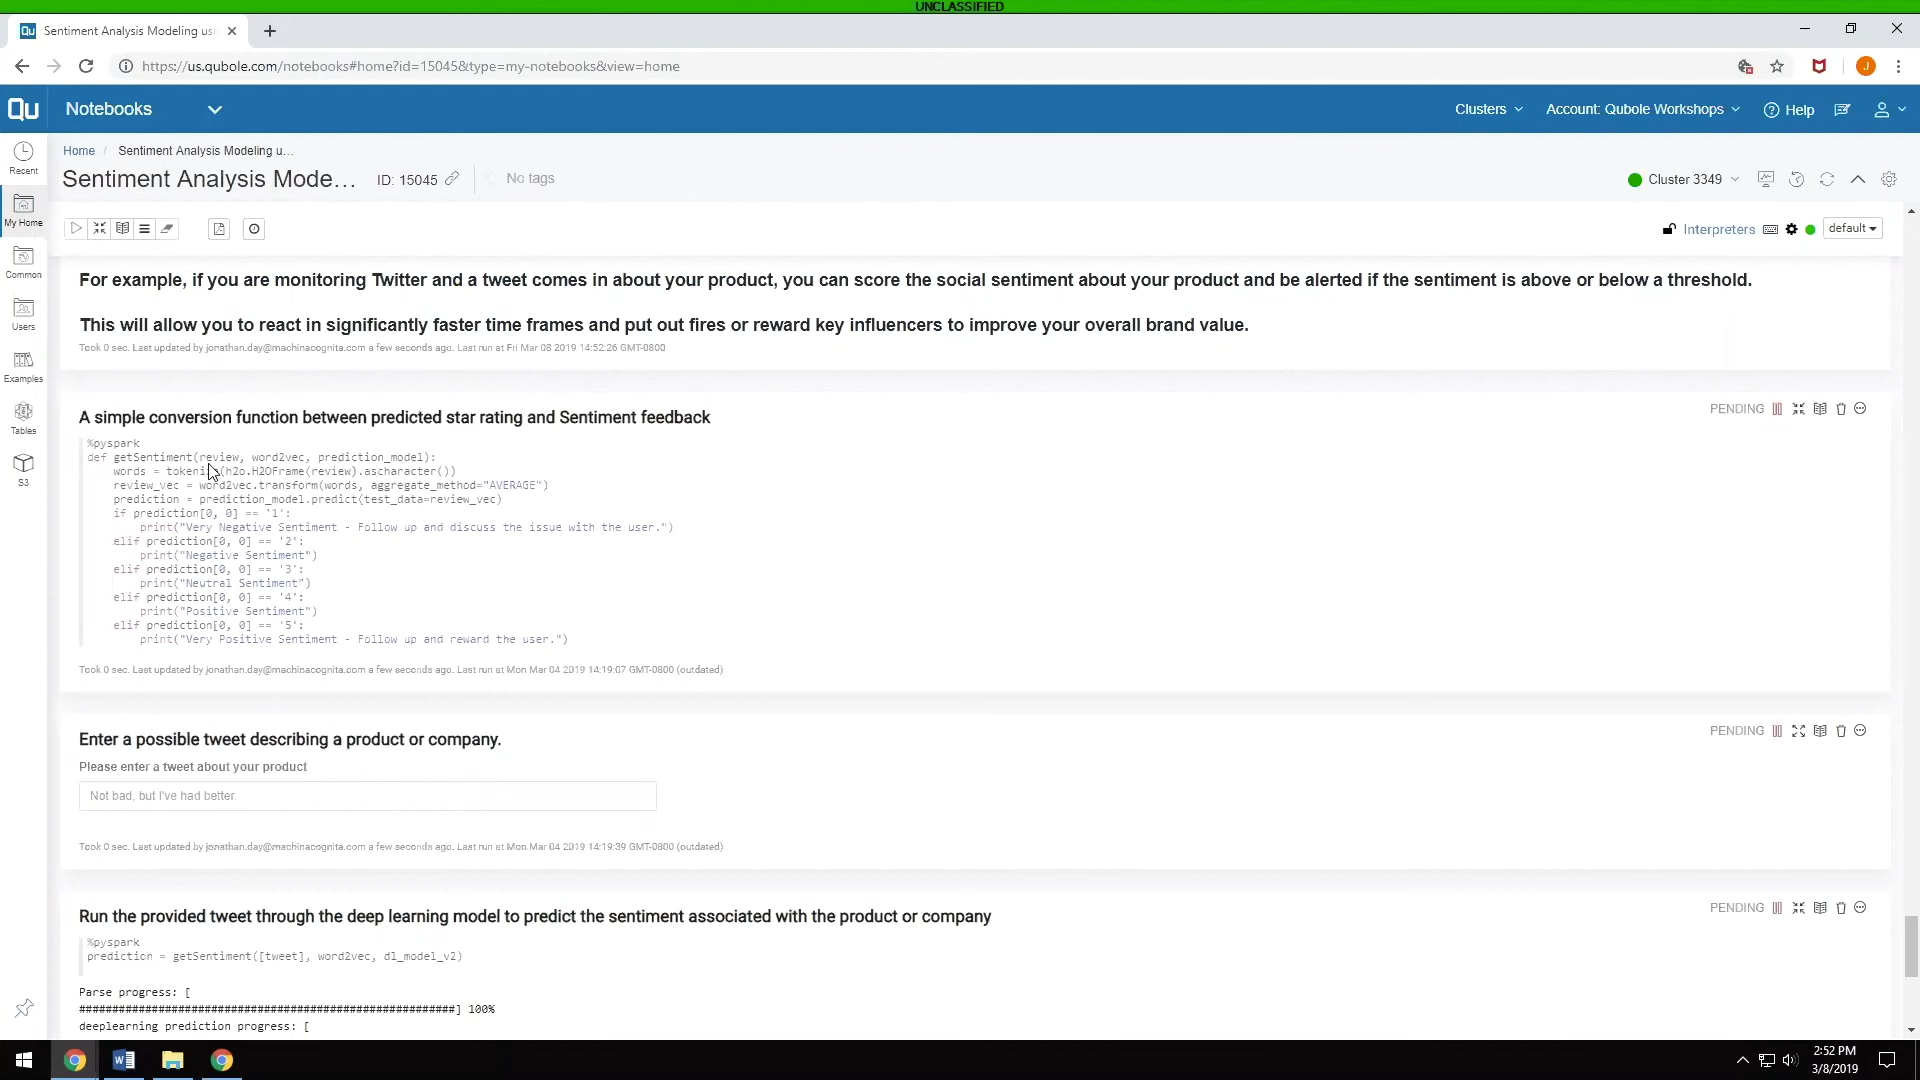 UNCLASSIFIED
Qu Sentiment Analysis Modeling usi
https://us.qubole.com/notebooks#home?id=15045&type=my-notebooks&view=home
J
Qu Notebooks Clusters Account: Qubole Workshops Help
Home / Sentiment Analysis Modeling u...
Sentiment Analysis Mode... ID: 15045 No tags Cluster 3349
Interpreters default
Recent
My Home
Common
Users
Examples
Tables
S3
For example, if you are monitoring Twitter and a tweet comes in about your product, you can score the social sentiment about your product and be alerted if the sentiment is above or below a threshold.
This will allow you to react in significantly faster time frames and put out fires or reward key influencers to improve your overall brand value.
Took 0 sec. Last updated by jonathan.day@machinacognita.com a few seconds ago. Last run at Fri Mar 08 2019 14:52:26 GMT-0800
A simple conversion function between predicted star rating and Sentiment feedback PENDING
%pyspark
def getSentiment(review, word2vec, prediction_model):
words = (h2o.H2OFrame(review).ascharacter())
review_vec = word2vec.transform(words, aggregate_method="AVERAGE")
prediction = prediction_model.predict(test_data=review_vec)
if prediction[0, 0] == '1':
print("Very Negative Sentiment - Follow up and discuss the issue with the user.")
elif prediction[0, 0] == '2':
print("Negative Sentiment")
elif prediction[0, 0] == '3':
print("Neutral Sentiment")
elif prediction[0, 0] == '4':
print("Positive Sentiment")
elif prediction[0, 0] == '5':
print("Very Positive Sentiment - Follow up and reward the user.")
Took 0 sec. Last updated by jonathan.day@machinacognita.com a few seconds ago. Last run at Mon Mar 04 2019 14:19:07 GMT-0800 (outdated)
Enter a possible tweet describing a product or company. PENDING
Please enter a tweet about your product
Not bad, but I've had better.
Took 0 sec. Last updated by jonathan.day@machinacognita.com a few seconds ago. Last run at Mon Mar 04 2019 14:19:39 GMT-0800 (outdated)
Run the provided tweet through the deep learning model to predict the sentiment associated with the product or company PENDING
%pyspark
prediction = getSentiment([tweet], word2vec, dl_model_v2)
Parse progress: [
#########################################################] 100%
deeplearning prediction progress: [
2:52 PM
3/8/2019